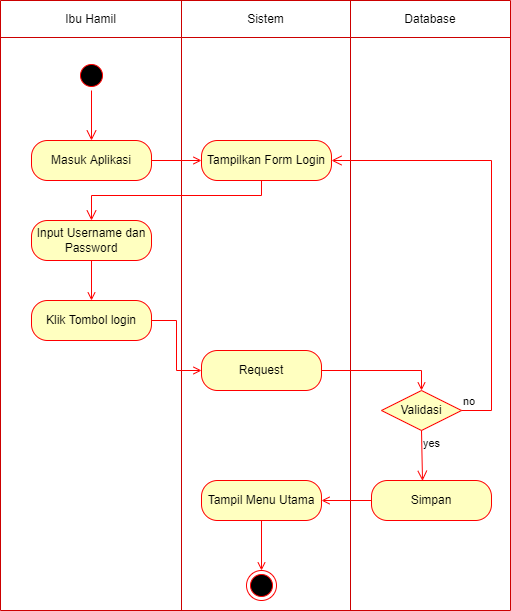 Ibu Hamil
Sistem
Database
Masuk Aplikasi
Tampilkan Form Login
Input Username dan
Password
Klik Tombol login
Request
Validasi
no
yes
Tampil Menu Utama
Simpan